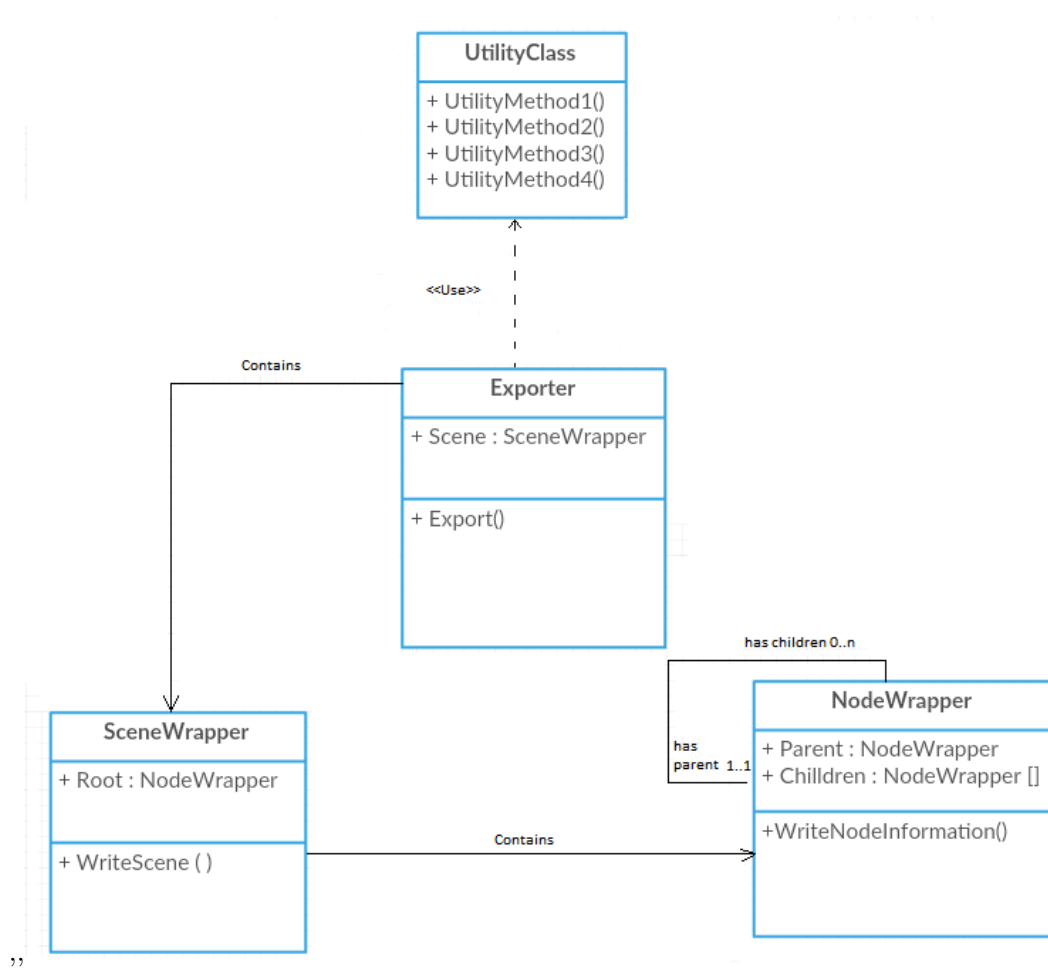 UtilityClass
+ UtilityMethod1()
+ UtilityMethod2()
+ UtilityMethod3()
+ UtilityMethod4()
<<Use>>
Contains
Exporter
+ Scene : SceneWrapper
+ Export()
has children 0..n
NodeWrapper
has
parent 1..1
+ Parent : NodeWrapper
+ Chilldren : NodeWrapper []
+WriteNodeInformation()
SceneWrapper
+ Root : NodeWrapper
+ WriteScene ( )
Contains
,,